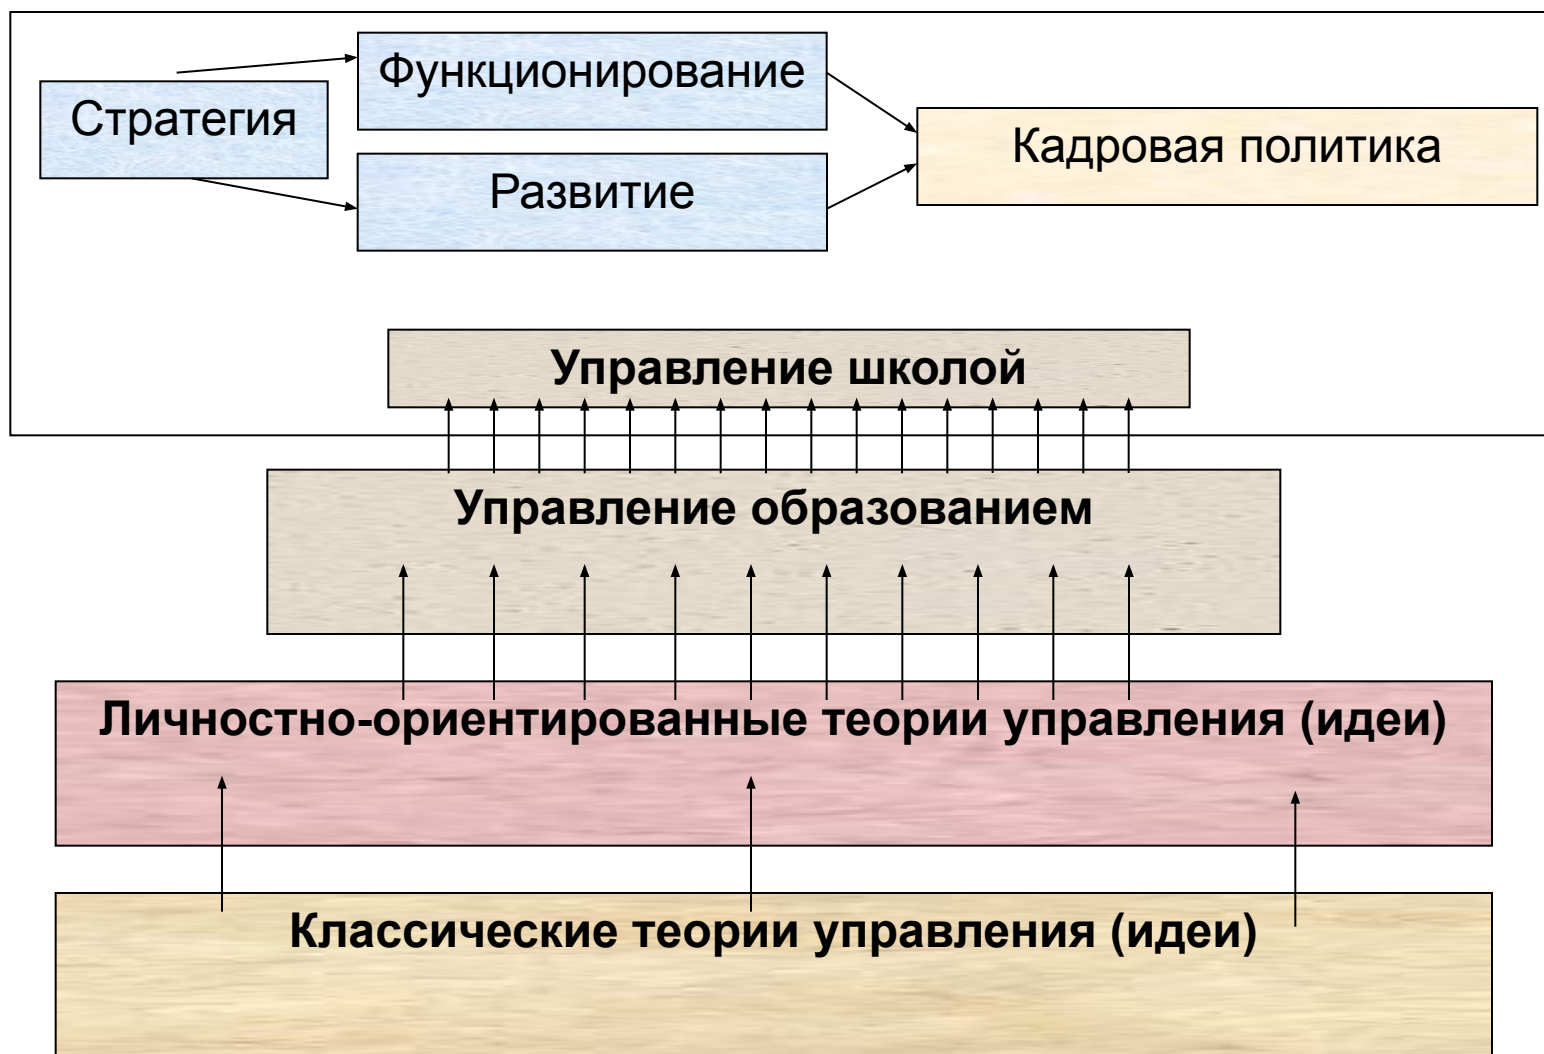 Функционирование
Стратегия
Кадровая политика
Развитие
Управление школой
Управление образованием
Личностно-ориентированные теории управления (идеи)
Классические теории управления (идеи)